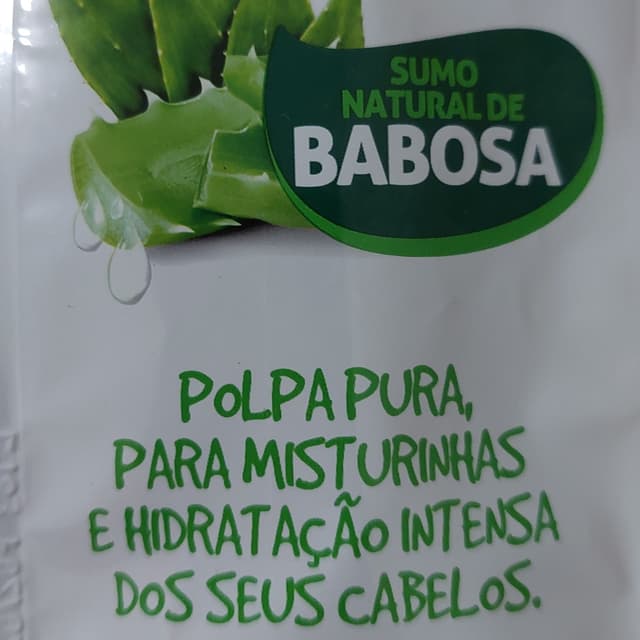 SUMO
NATURAL DE
BABOSA
POLPA PURA,
PARA MISTURINHAS
E HIDRATAÇÃO INTENSA
DOS SEUS CABELOS.